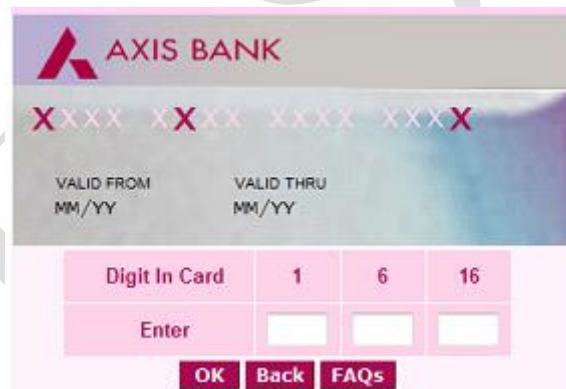 AXIS BANK
XXXX XXXX XXXX XXXX
VALID FROM VALID THRU
MM/YY MM/YY
Digit In Card 1 6 16
Enter
OK Back FAQs